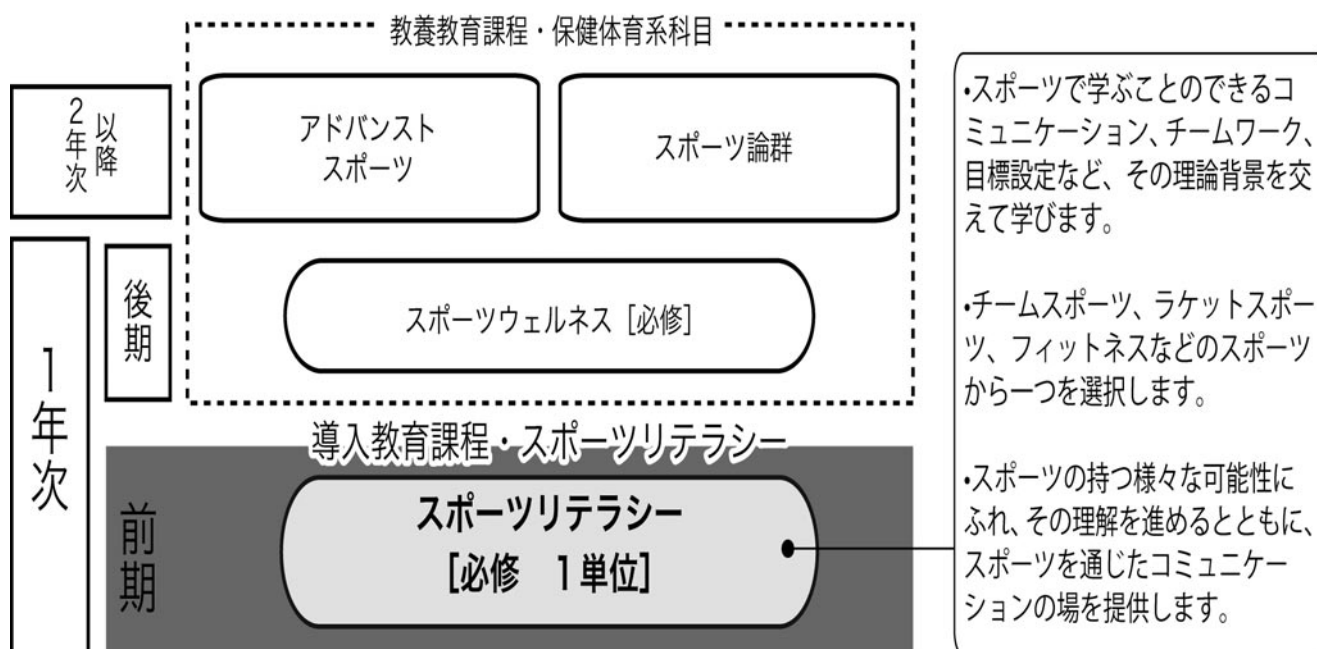 教養教育課程・保健体育系科目
2年次
以降
アドバンスト
スポーツ
スポーツ論群
1年次
後期
スポーツウェルネス［必修］
導入教育課程・スポーツリテラシー
前期
スポーツリテラシー
［必修　1単位］
•スポーツで学ぶことのできるコ
ミュニケーション、チームワーク、
目標設定など、その理論背景を交
えて学びます。
•チームスポーツ、ラケットスポー
ツ、フィットネスなどのスポーツ
から一つを選択します。
•スポーツの持つ様々な可能性に
ふれ、その理解を進めるとともに、
スポーツを通じたコミュニケー
ションの場を提供します。